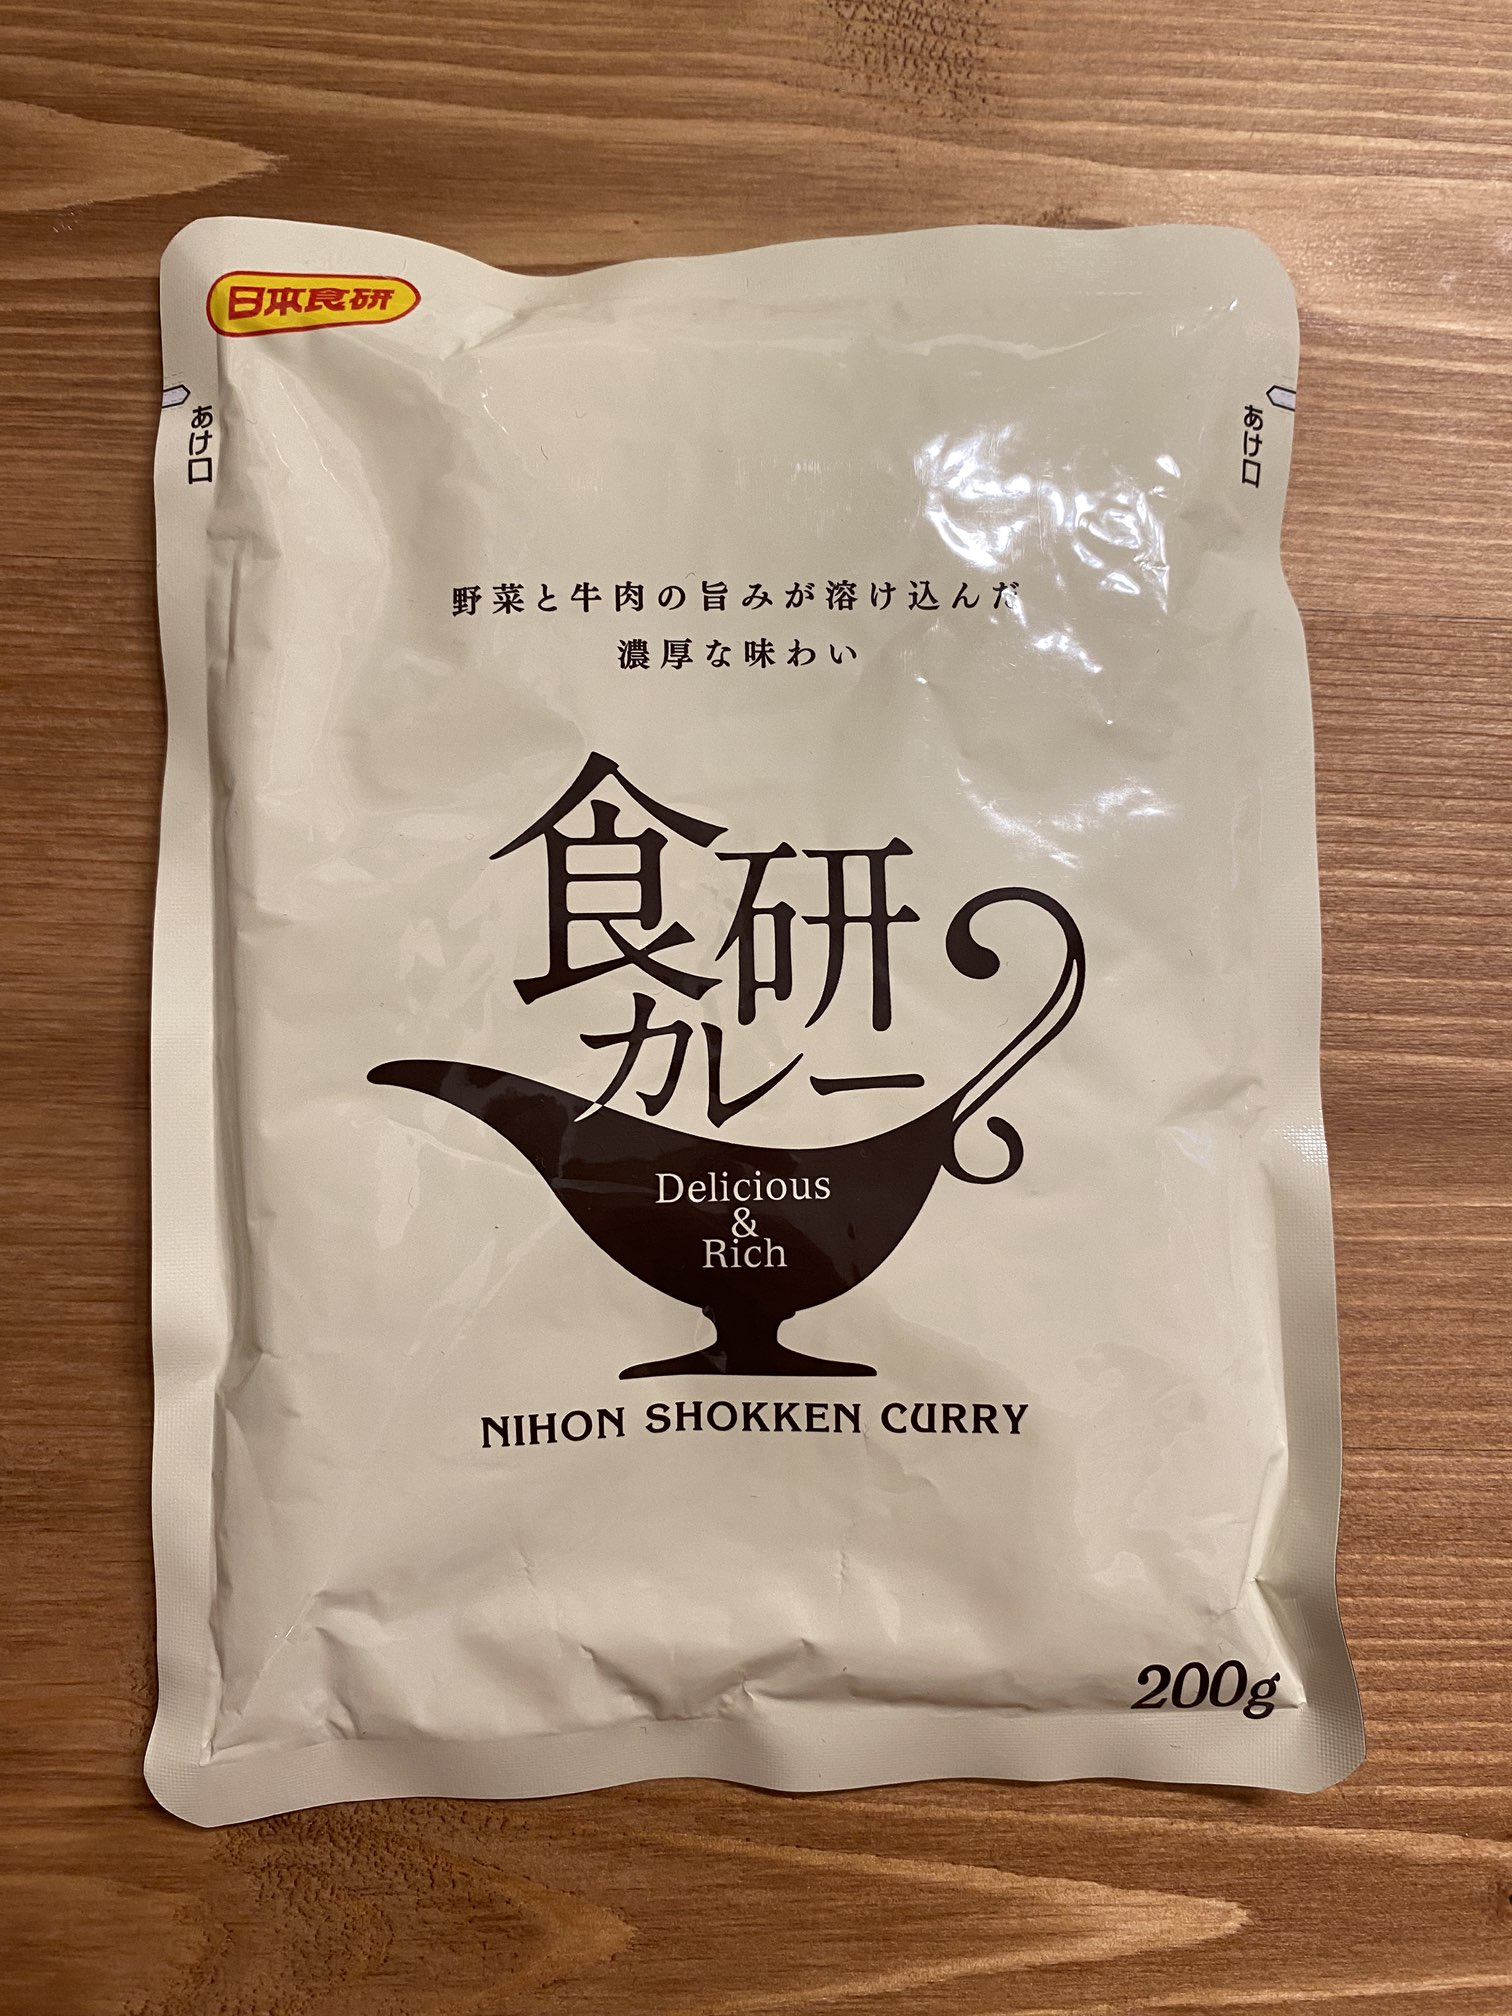 日本食研
あけ口
あけ口
野菜と牛肉の旨みが溶け込んだ
濃厚な味わい
食研
カレー
Delicious
&
Rich
NIHON SHOKKEN CURRY
200g